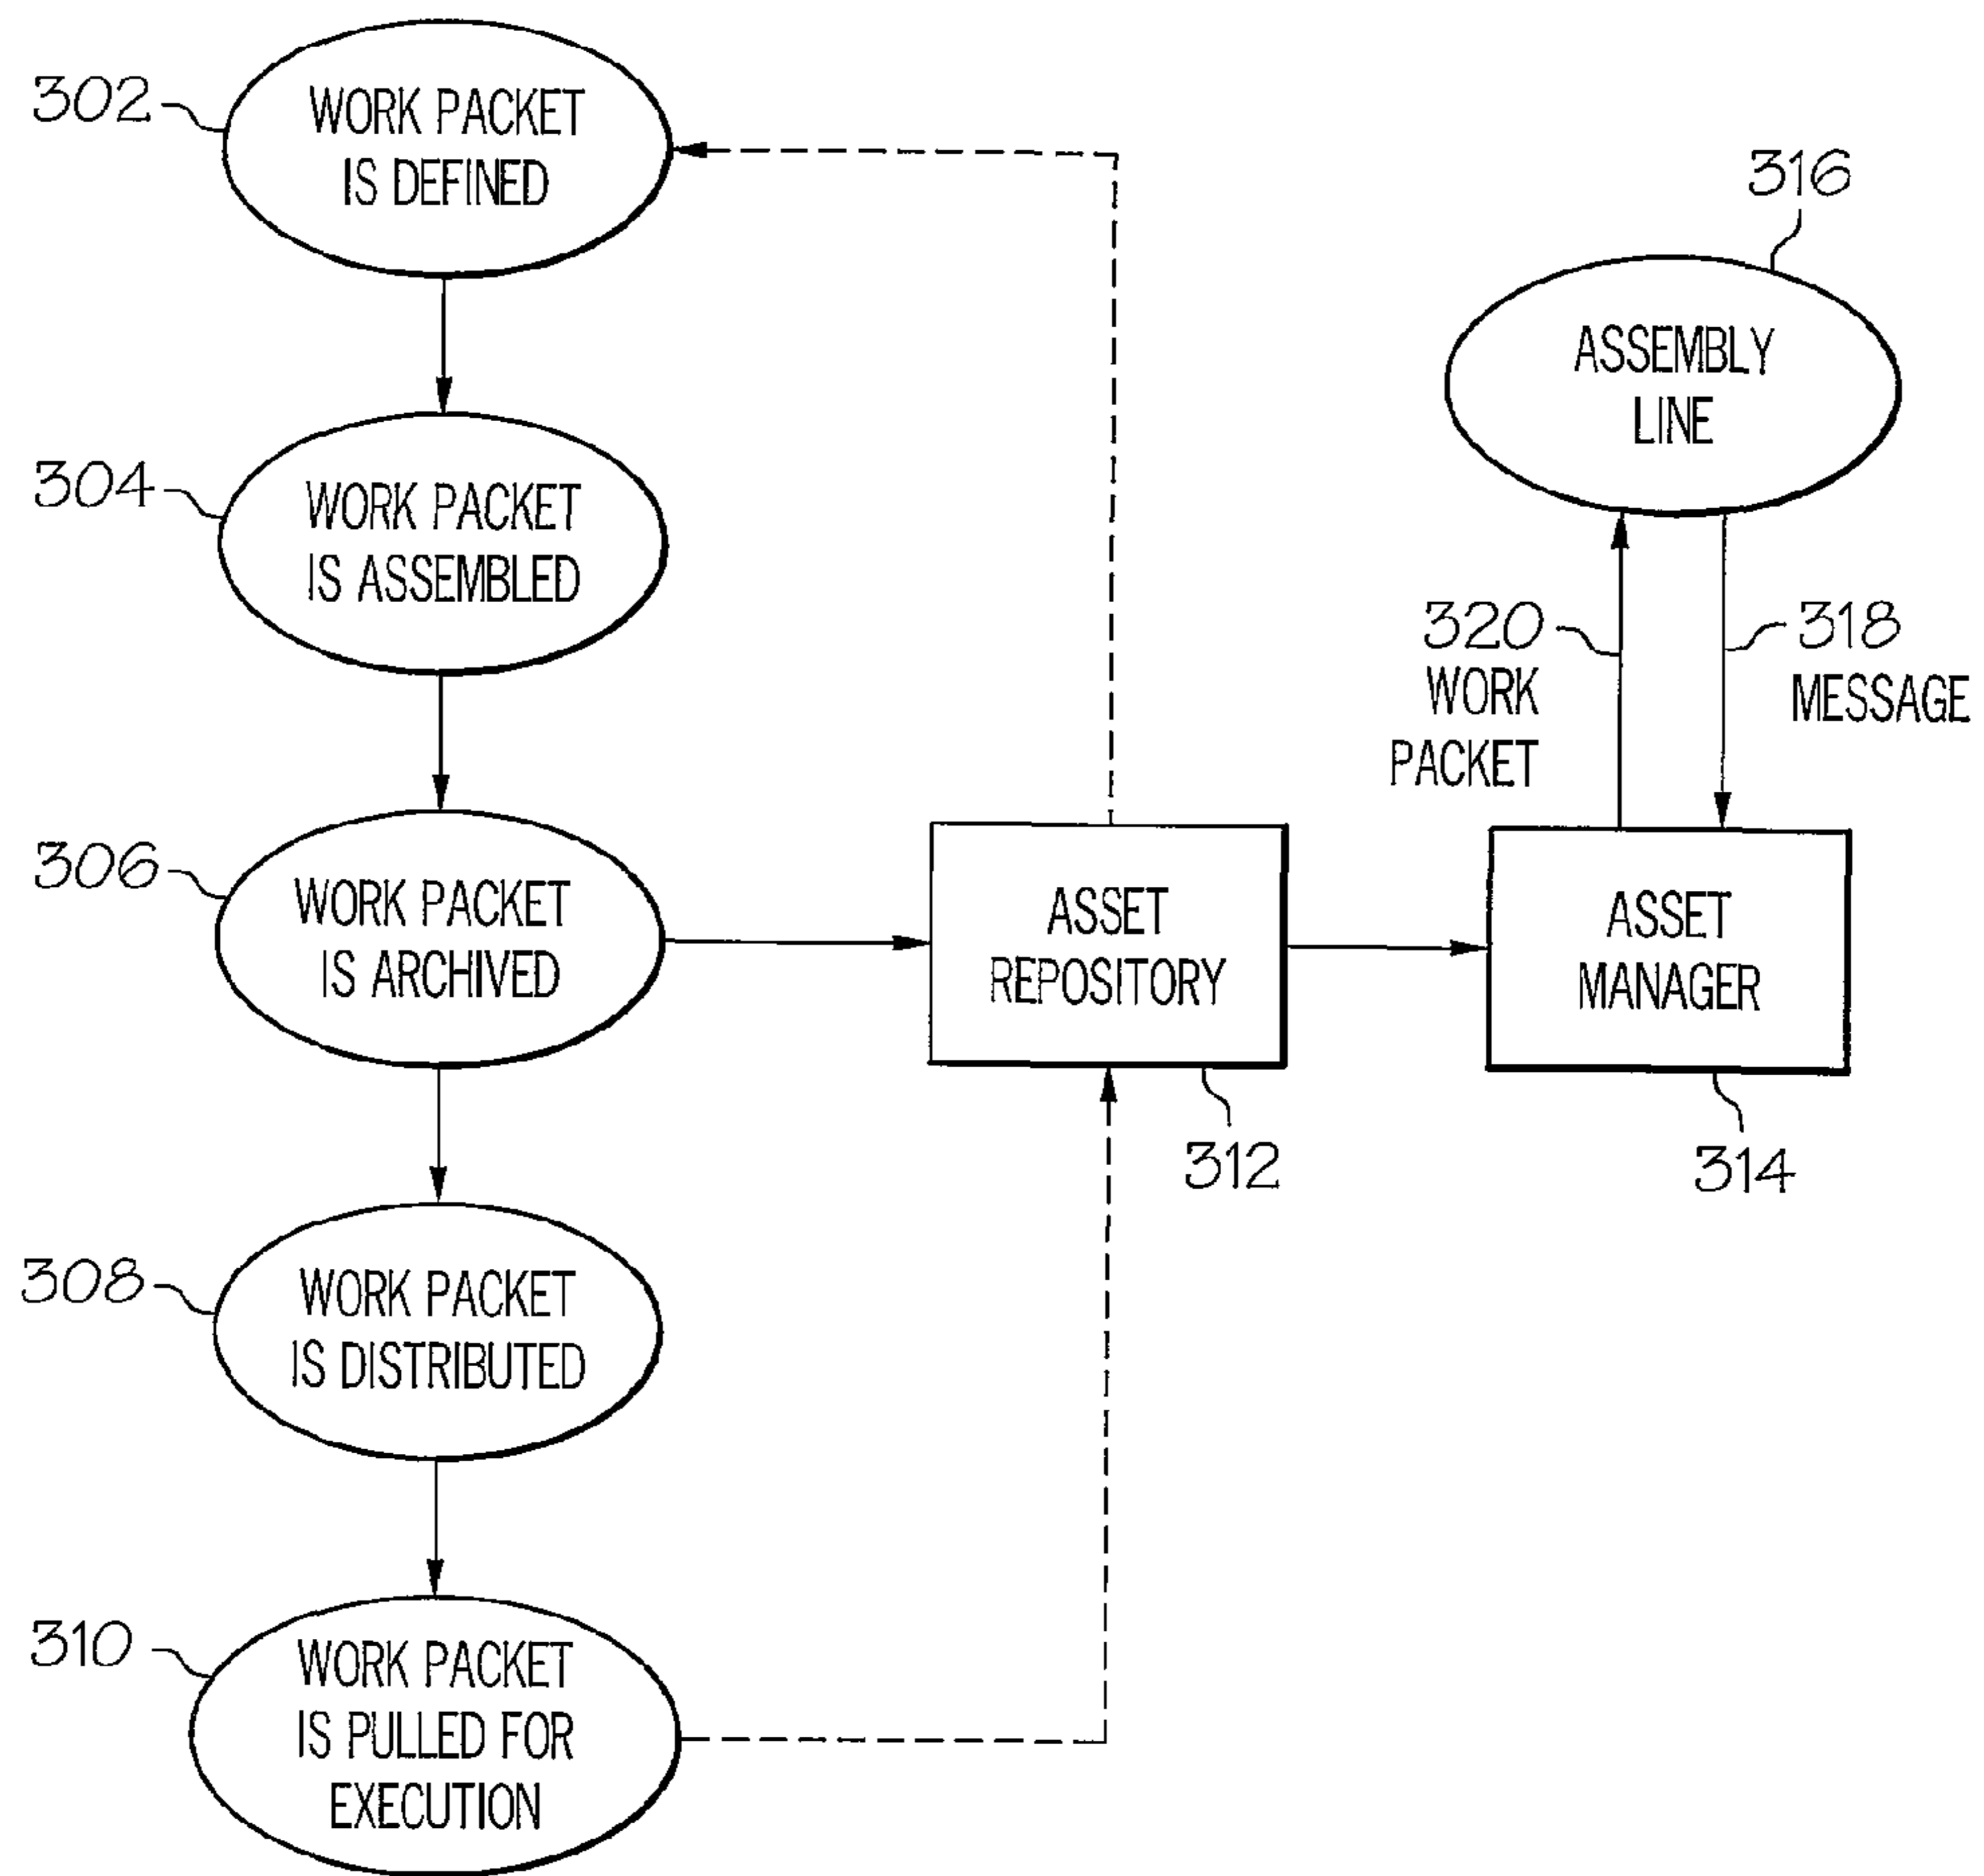 302
WORK PACKET
IS DEFINED
316
ASSEMBLY
LINE
304
WORK PACKET
IS ASSEMBLED
320
WORK
PACKET
318
MESSAGE
306
WORK PACKET
IS ARCHIVED
ASSET
REPOSITORY
312
ASSET
MANAGER
314
308
WORK PACKET
IS DISTRIBUTED
310
WORK PACKET
IS PULLED FOR
EXECUTION